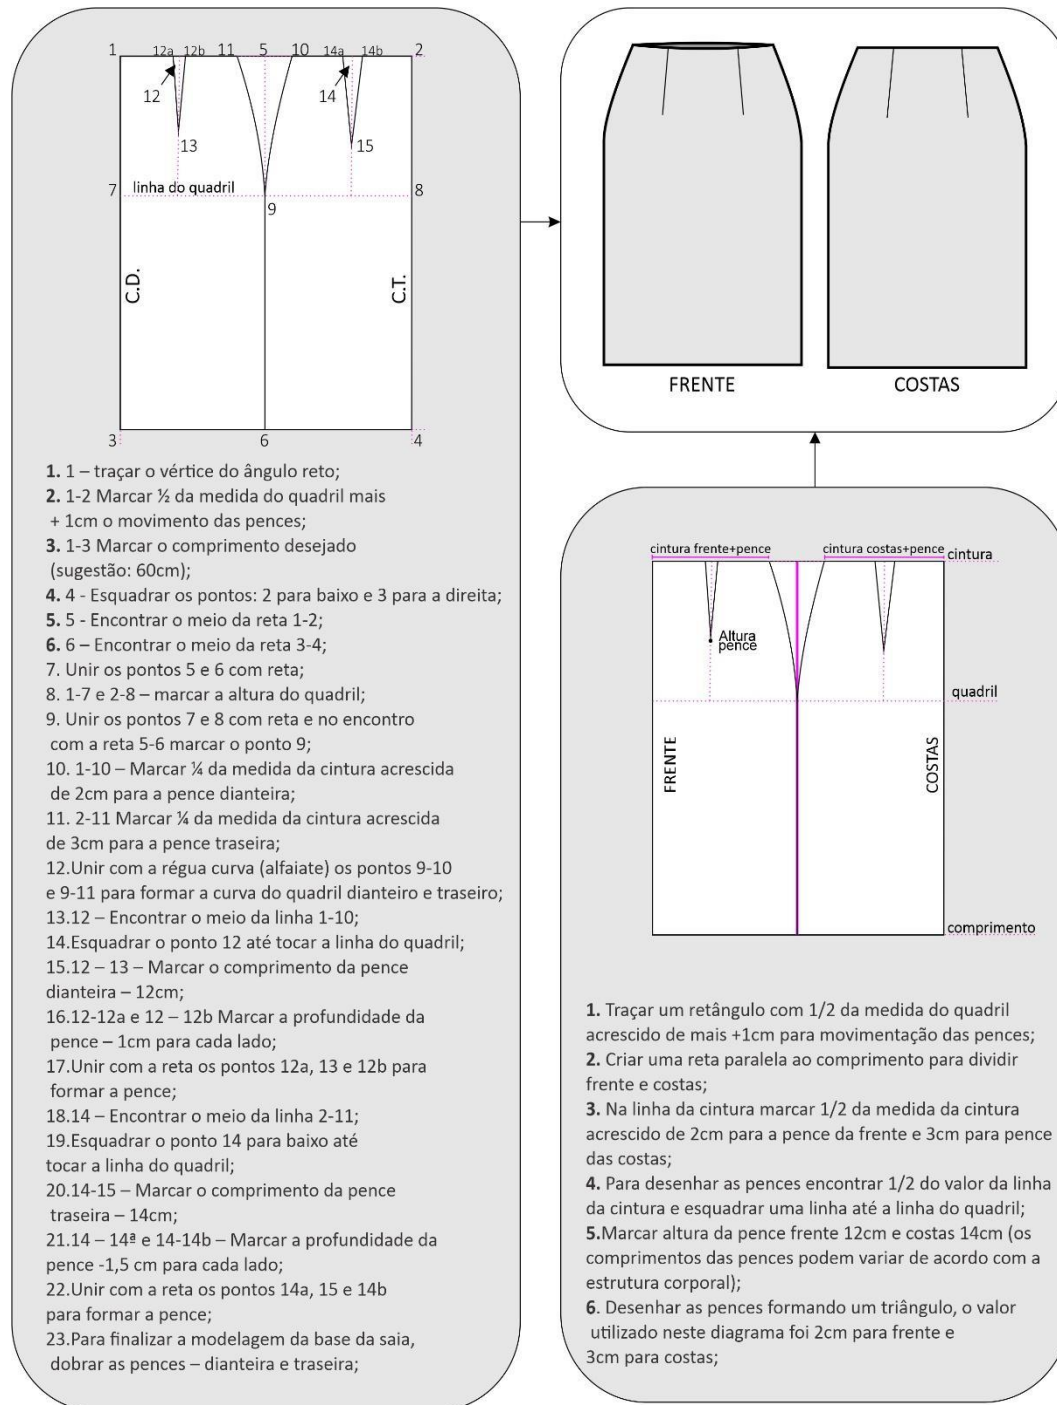 1 12a 12b 11 5 10 14a 14b 2
12 14
13 15
7 linha do quadril 8
9
C.D. C.T.
3 6 4
1. 1 – traçar o vértice do ângulo reto;
2. 1-2 Marcar ½ da medida do quadril mais
+ 1cm o movimento das pences;
3. 1-3 Marcar o comprimento desejado
(sugestão: 60cm);
4. 4 - Esquadrar os pontos: 2 para baixo e 3 para a direita;
5. 5 - Encontrar o meio da reta 1-2;
6. 6 – Encontrar o meio da reta 3-4;
7. Unir os pontos 5 e 6 com reta;
8. 1-7 e 2-8 – marcar a altura do quadril;
9. Unir os pontos 7 e 8 com reta e no encontro
com a reta 5-6 marcar o ponto 9;
10. 1-10 – Marcar ¼ da medida da cintura acrescida
de 2cm para a pence dianteira;
11. 2-11 Marcar ¼ da medida da cintura acrescida
de 3cm para a pence traseira;
12.Unir com a régua curva (alfaiate) os pontos 9-10
e 9-11 para formar a curva do quadril dianteiro e traseiro;
13.12 – Encontrar o meio da linha 1-10;
14.Esquadrar o ponto 12 até tocar a linha do quadril;
15.12 – 13 – Marcar o comprimento da pence
dianteira – 12cm;
16.12-12a e 12 – 12b Marcar a profundidade da
pence – 1cm para cada lado;
17.Unir com a reta os pontos 12a, 13 e 12b para
formar a pence;
18.14 – Encontrar o meio da linha 2-11;
19.Esquadrar o ponto 14 para baixo até
tocar a linha do quadril;
20.14-15 – Marcar o comprimento da pence
traseira – 14cm;
21.14 – 14ª e 14-14b – Marcar a profundidade da
pence -1,5 cm para cada lado;
22.Unir com a reta os pontos 14a, 15 e 14b
para formar a pence;
23.Para finalizar a modelagem da base da saia,
dobrar as pences – dianteira e traseira;
FRENTE COSTAS
cintura frente+pence cintura costas+pence cintura
Altura
pence
quadril
FRENTE COSTAS
comprimento
1. Traçar um retângulo com 1/2 da medida do quadril
acrescido de mais +1cm para movimentação das pences;
2. Criar uma reta paralela ao comprimento para dividir
frente e costas;
3. Na linha da cintura marcar 1/2 da medida da cintura
acrescido de 2cm para a pence da frente e 3cm para pence
das costas;
4. Para desenhar as pences encontrar 1/2 do valor da linha
da cintura e esquadrar uma linha até a linha do quadril;
5.Marcar altura da pence frente 12cm e costas 14cm (os
comprimentos das pences podem variar de acordo com a
estrutura corporal);
6. Desenhar as pences formando um triângulo, o valor
utilizado neste diagrama foi 2cm para frente e
3cm para costas;